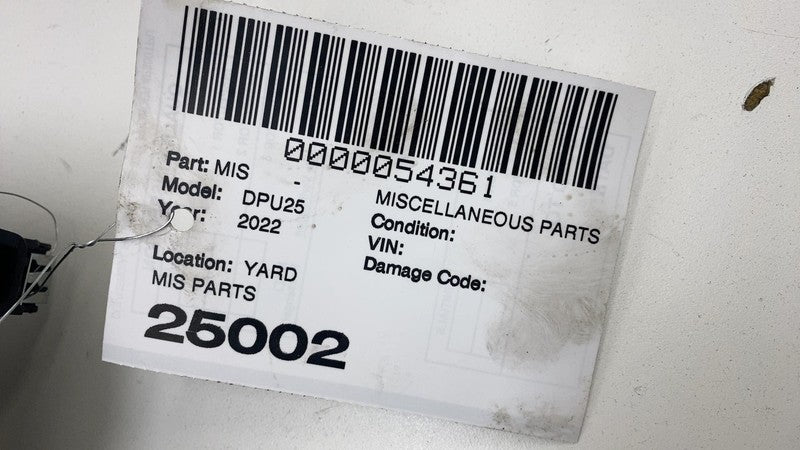 0000054361
Part: MIS - MISCELLANEOUS PARTS
Model: DPU25 Condition:
Year: 2022 VIN:
Damage Code:
Location: YARD
MIS PARTS
25002